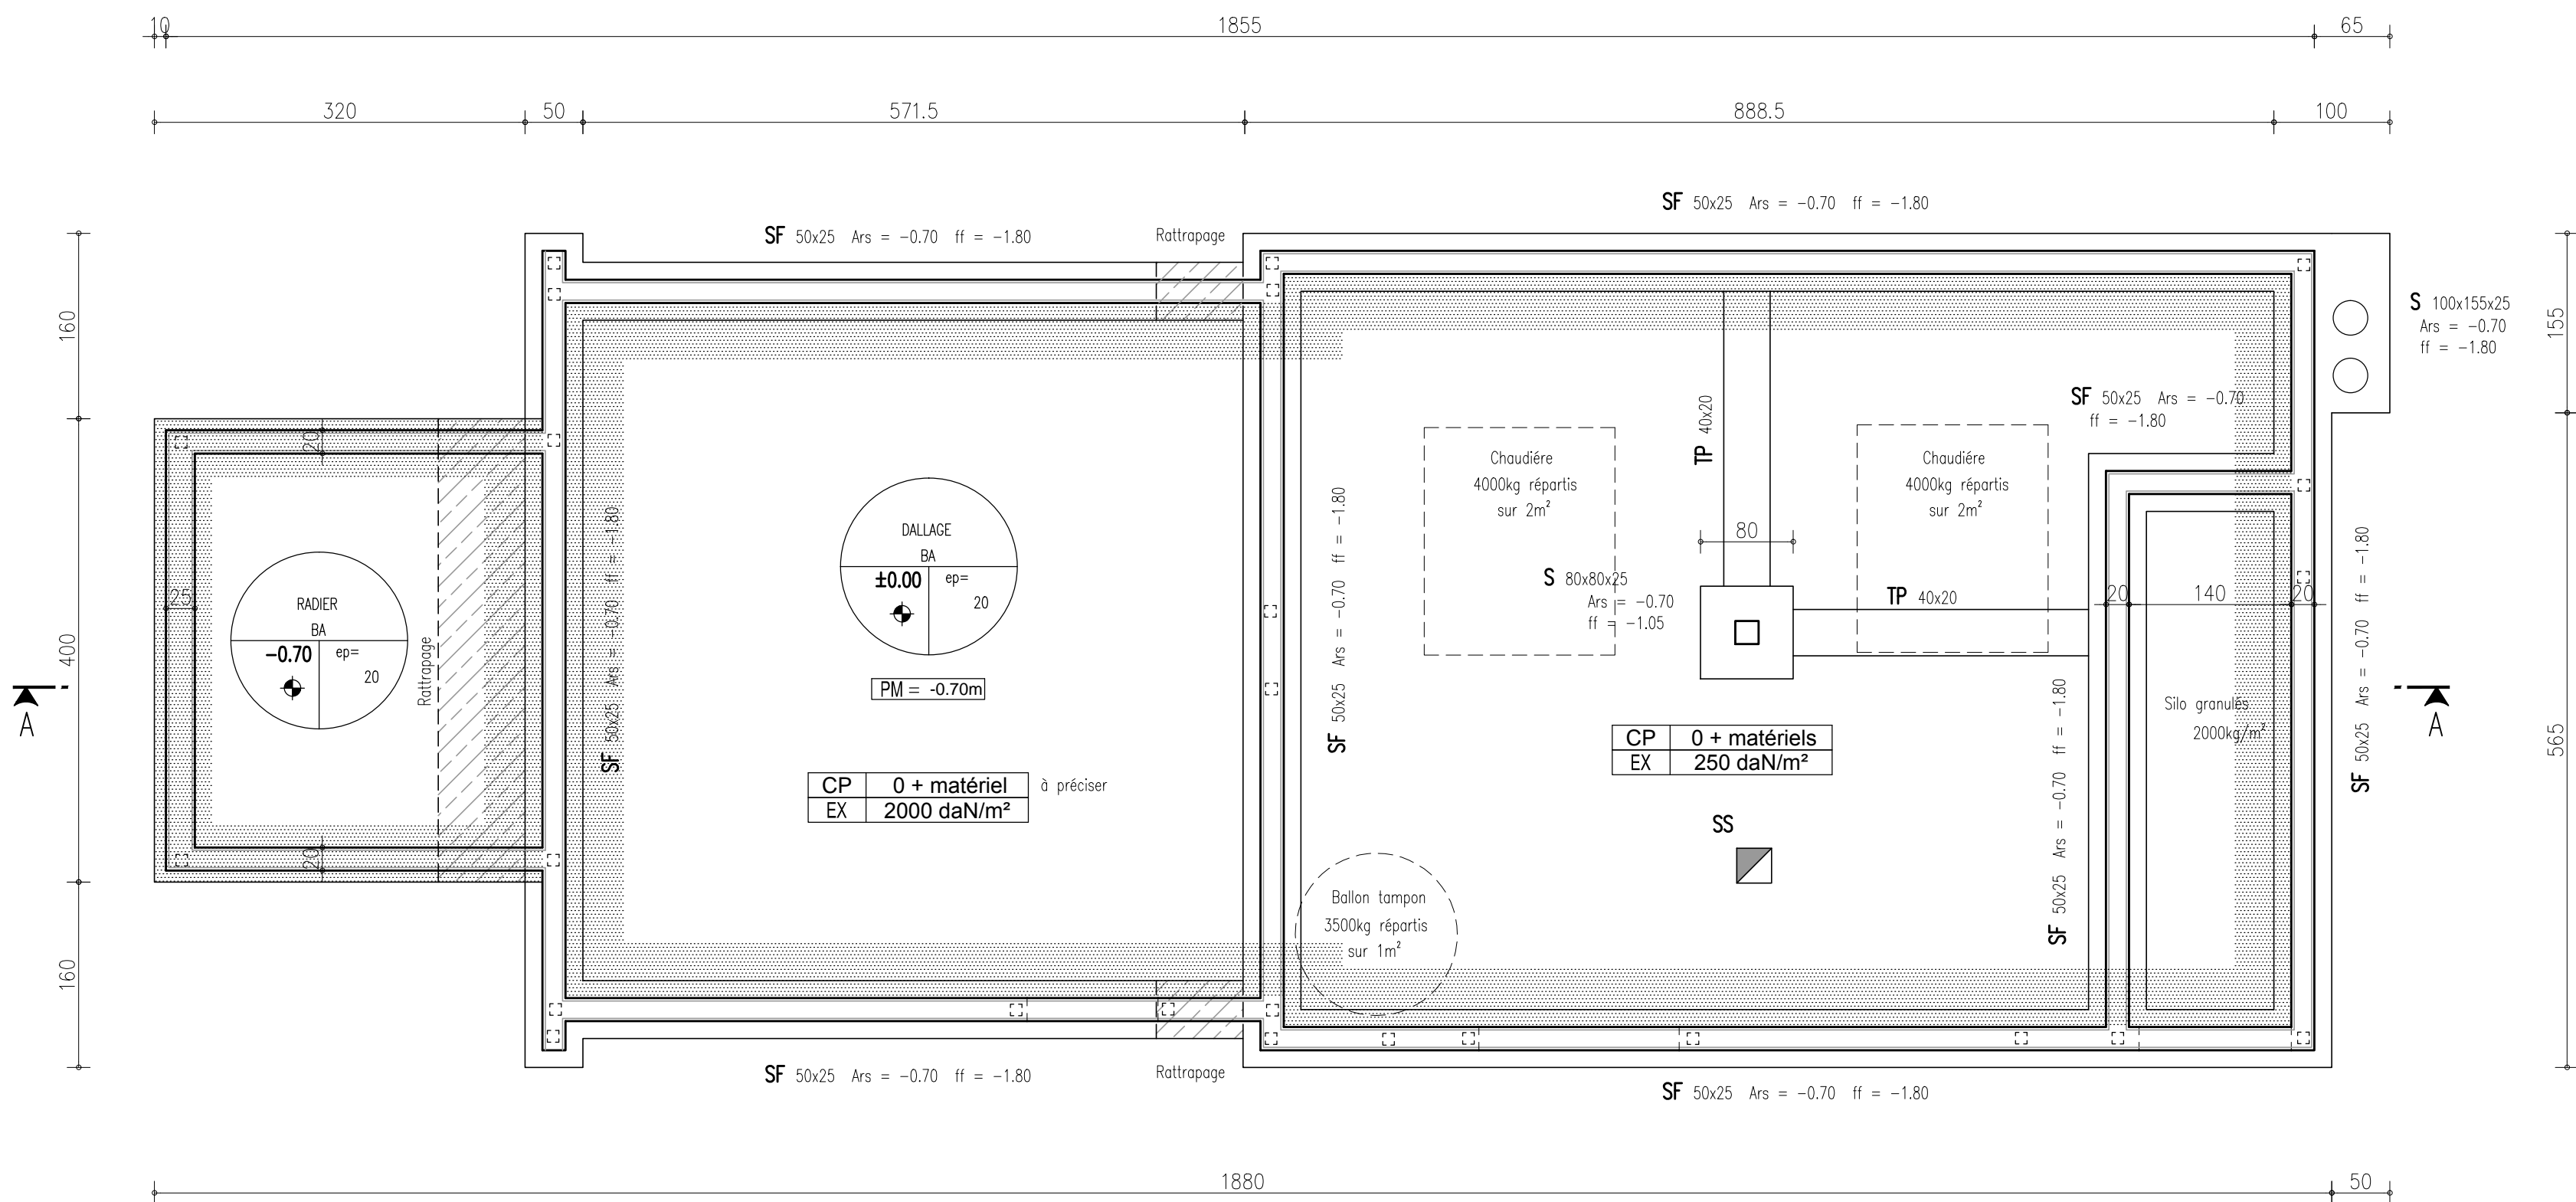 10
1855
65
320
50
571.5
888.5
100
SF 50x25 Ars = -0.70 ff = -1.80
SF 50x25 Ars = -0.70 ff = -1.80
Rattrapage
160
400
160
155
565
S 100x155x25
Ars = -0.70
ff = -1.80
SF 50x25 Ars = -0.70
ff = -1.80
20
25
20
RADIER
BA
-0.70
ep=
20
Rattrapage
SF 50x25 Ars = -0.70 ff = -1.80
DALLAGE
BA
±0.00
ep=
20
PM = -0.70m
CP 0 + matériel à préciser
EX 2000 daN/m²
SF 50x25 Ars = -0.70 ff = -1.80
Chaudiére
4000kg répartis
sur 2m²
TP 40x20
80
S 80x80x25
Ars = -0.70
ff = -1.05
Chaudiére
4000kg répartis
sur 2m²
TP 40x20
20
140
20
Silo granulés
2000kg/m²
CP 0 + matériels
EX 250 daN/m²
SS
Ballon tampon
3500kg répartis
sur 1m²
SF 50x25 Ars = -0.70 ff = -1.80
SF 50x25 Ars = -0.70 ff = -1.80
A
A
SF 50x25 Ars = -0.70 ff = -1.80
Rattrapage
SF 50x25 Ars = -0.70 ff = -1.80
1880
50